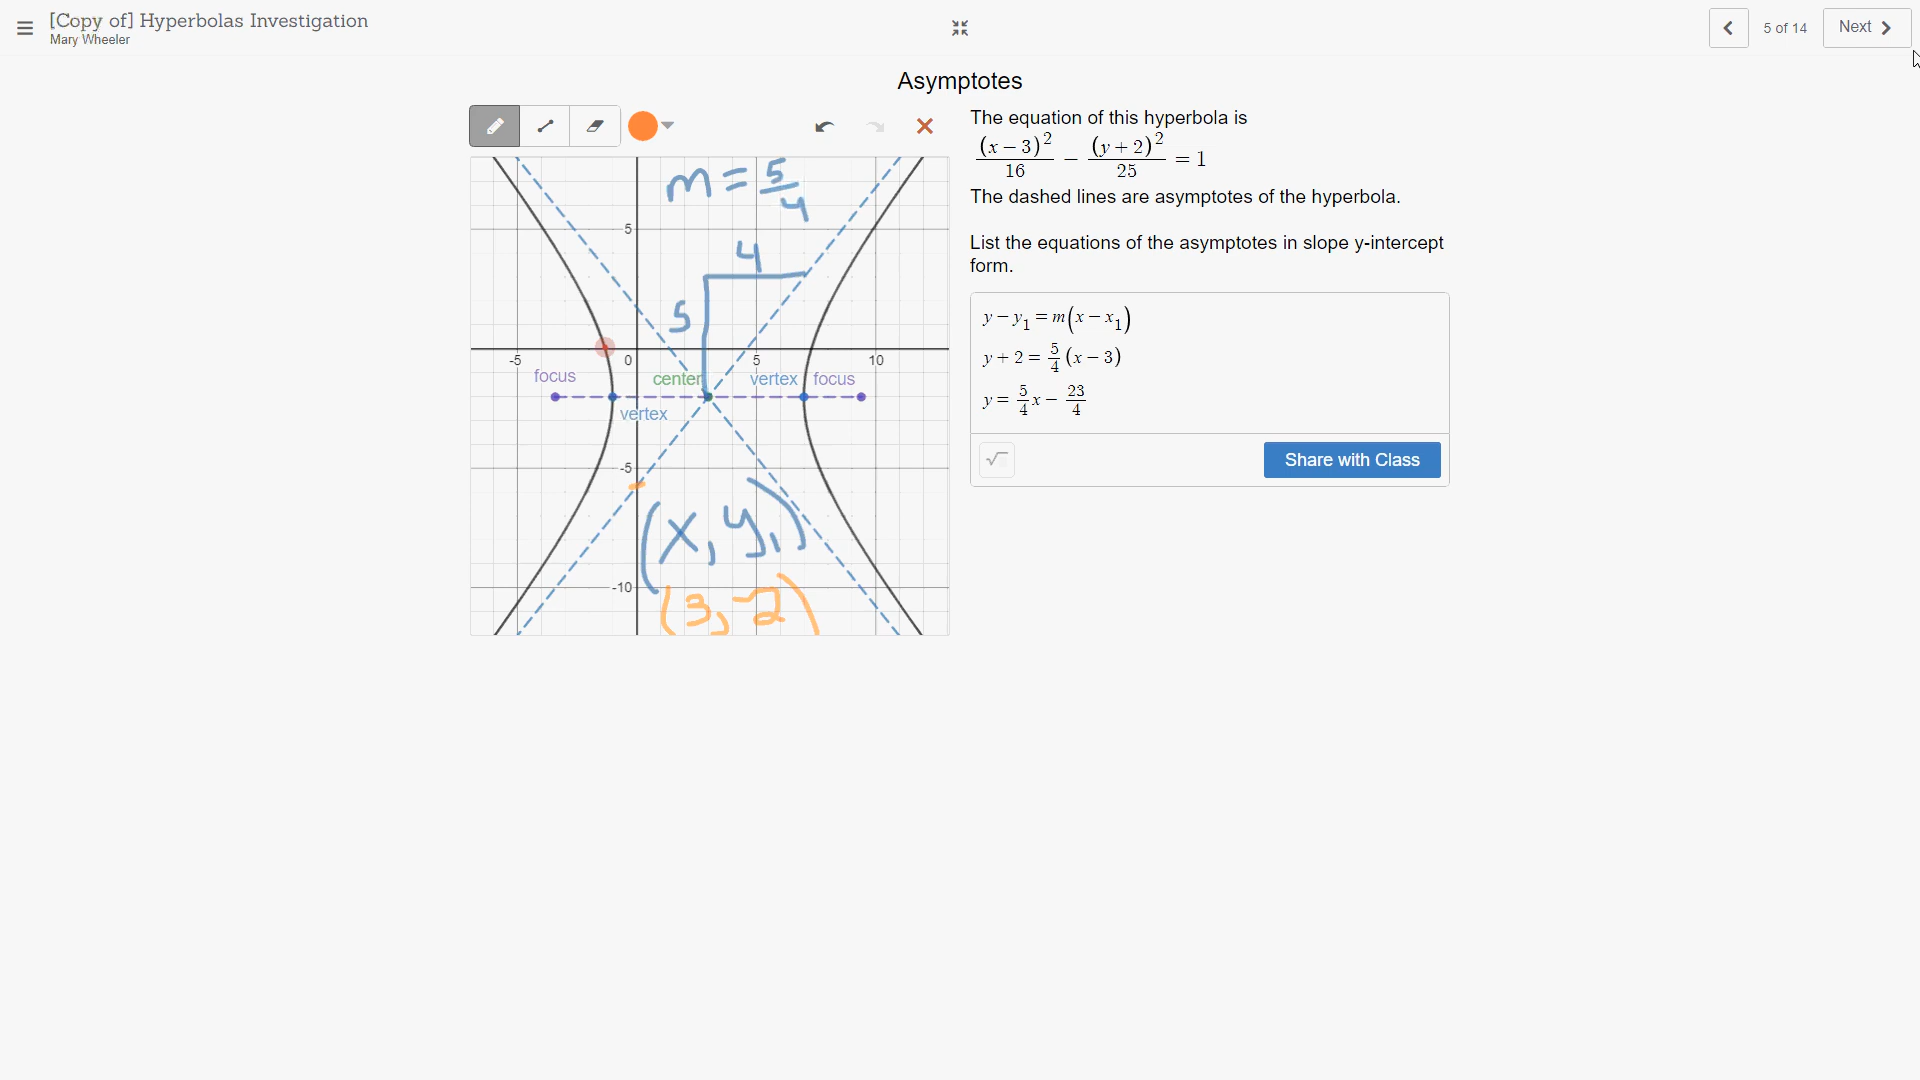 [Copy of] Hyperbolas Investigation
Mary Wheeler
5 of 14
Next
Asymptotes
The equation of this hyperbola is
(x − 3)²/16 − (y + 2)²/25 = 1
The dashed lines are asymptotes of the hyperbola.
List the equations of the asymptotes in slope y-intercept
form.
y − y₁ = m(x − x₁)
y + 2 = 5/4 (x − 3)
y = 5/4 x − 23/4
Share with Class
m = 5/4
5
4
5
-5
0
5
10
focus
center
vertex
focus
vertex
-5
(x, y,)
-10
(3, -2)